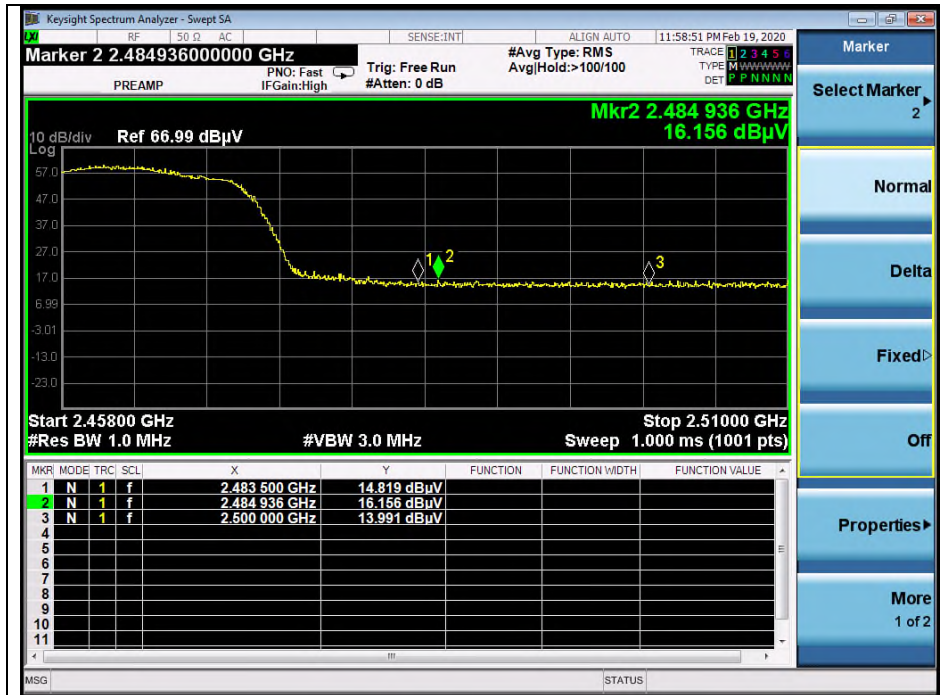 Keysight Spectrum Analyzer - Swept SA
LXI RF 50 Ω AC SENSE:INT ALIGN AUTO 11:58:51 PM Feb 19, 2020
Marker 2 2.484936000000 GHz
PREAMP
PNO: Fast
IFGain:High
Trig: Free Run
#Atten: 0 dB
#Avg Type: RMS
Avg|Hold:>100/100
TRACE 1 2 3 4 5 6
TYPE M WWWWW
DET P P N N N N
Mkr2 2.484 936 GHz
16.156 dBµV
10 dB/div Ref 66.99 dBµV
Log
57.0
47.0
37.0
27.0
17.0
6.99
-3.01
-13.0
-23.0
1
2
3
Start 2.45800 GHz Stop 2.51000 GHz
#Res BW 1.0 MHz #VBW 3.0 MHz Sweep 1.000 ms (1001 pts)
MKR MODE TRC SCL X Y FUNCTION FUNCTION WIDTH FUNCTION VALUE
1 N 1 f 2.483 500 GHz 14.819 dBµV
2 N 1 f 2.484 936 GHz 16.156 dBµV
3 N 1 f 2.500 000 GHz 13.991 dBµV
4
5
6
7
8
9
10
11
MSG STATUS
Marker
Select Marker
2
Normal
Delta
Fixed
Off
Properties
More
1 of 2